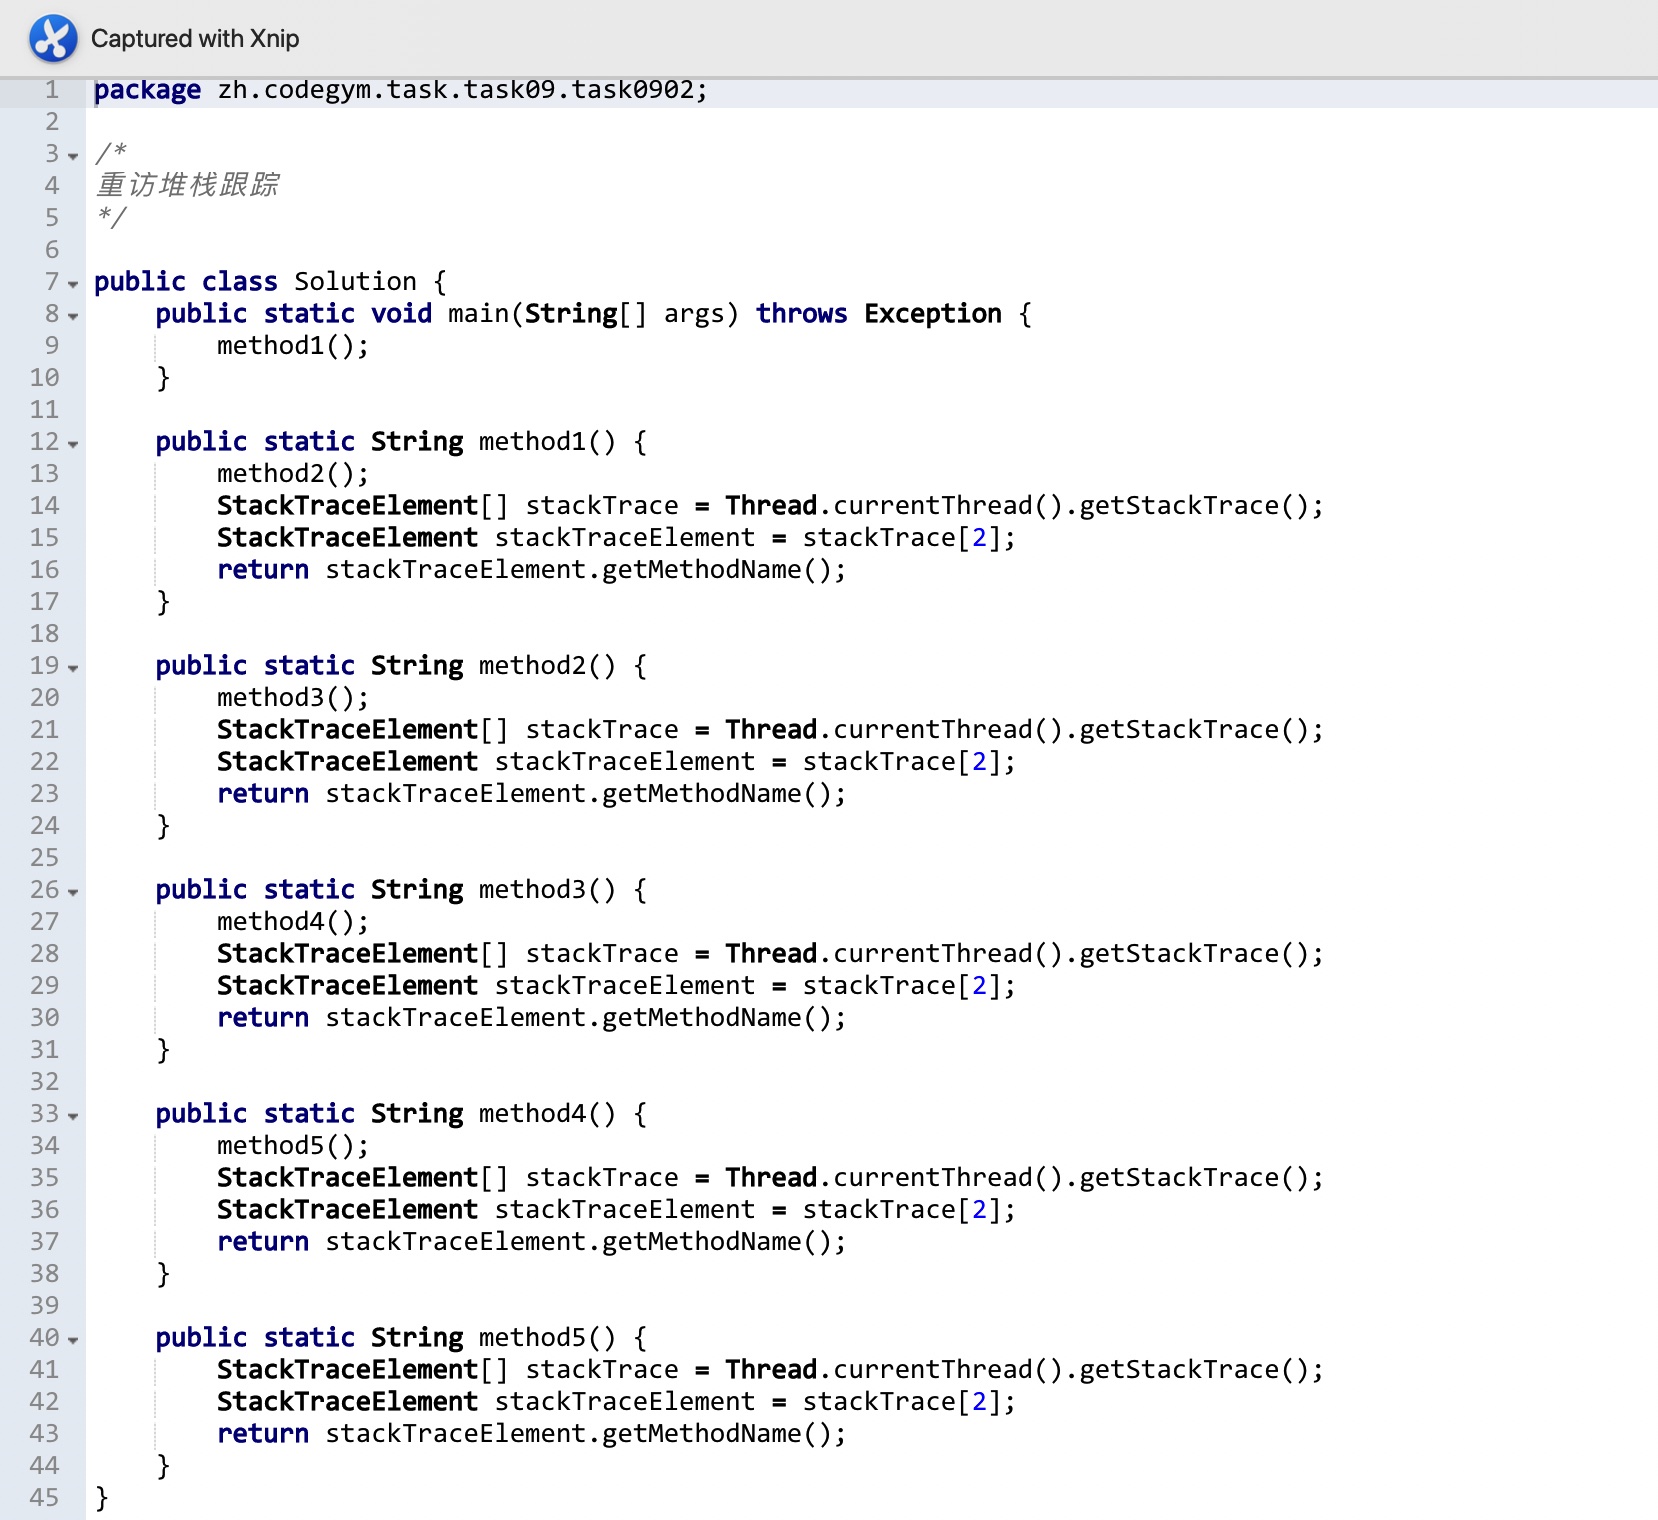 Captured with Xnip
1 package zh.codegym.task.task09.task0902;
2
3 /*
4 重访堆栈跟踪
5 */
6
7 public class Solution {
8     public static void main(String[] args) throws Exception {
9         method1();
10     }
11
12     public static String method1() {
13         method2();
14         StackTraceElement[] stackTrace = Thread.currentThread().getStackTrace();
15         StackTraceElement stackTraceElement = stackTrace[2];
16         return stackTraceElement.getMethodName();
17     }
18
19     public static String method2() {
20         method3();
21         StackTraceElement[] stackTrace = Thread.currentThread().getStackTrace();
22         StackTraceElement stackTraceElement = stackTrace[2];
23         return stackTraceElement.getMethodName();
24     }
25
26     public static String method3() {
27         method4();
28         StackTraceElement[] stackTrace = Thread.currentThread().getStackTrace();
29         StackTraceElement stackTraceElement = stackTrace[2];
30         return stackTraceElement.getMethodName();
31     }
32
33     public static String method4() {
34         method5();
35         StackTraceElement[] stackTrace = Thread.currentThread().getStackTrace();
36         StackTraceElement stackTraceElement = stackTrace[2];
37         return stackTraceElement.getMethodName();
38     }
39
40     public static String method5() {
41         StackTraceElement[] stackTrace = Thread.currentThread().getStackTrace();
42         StackTraceElement stackTraceElement = stackTrace[2];
43         return stackTraceElement.getMethodName();
44     }
45 }